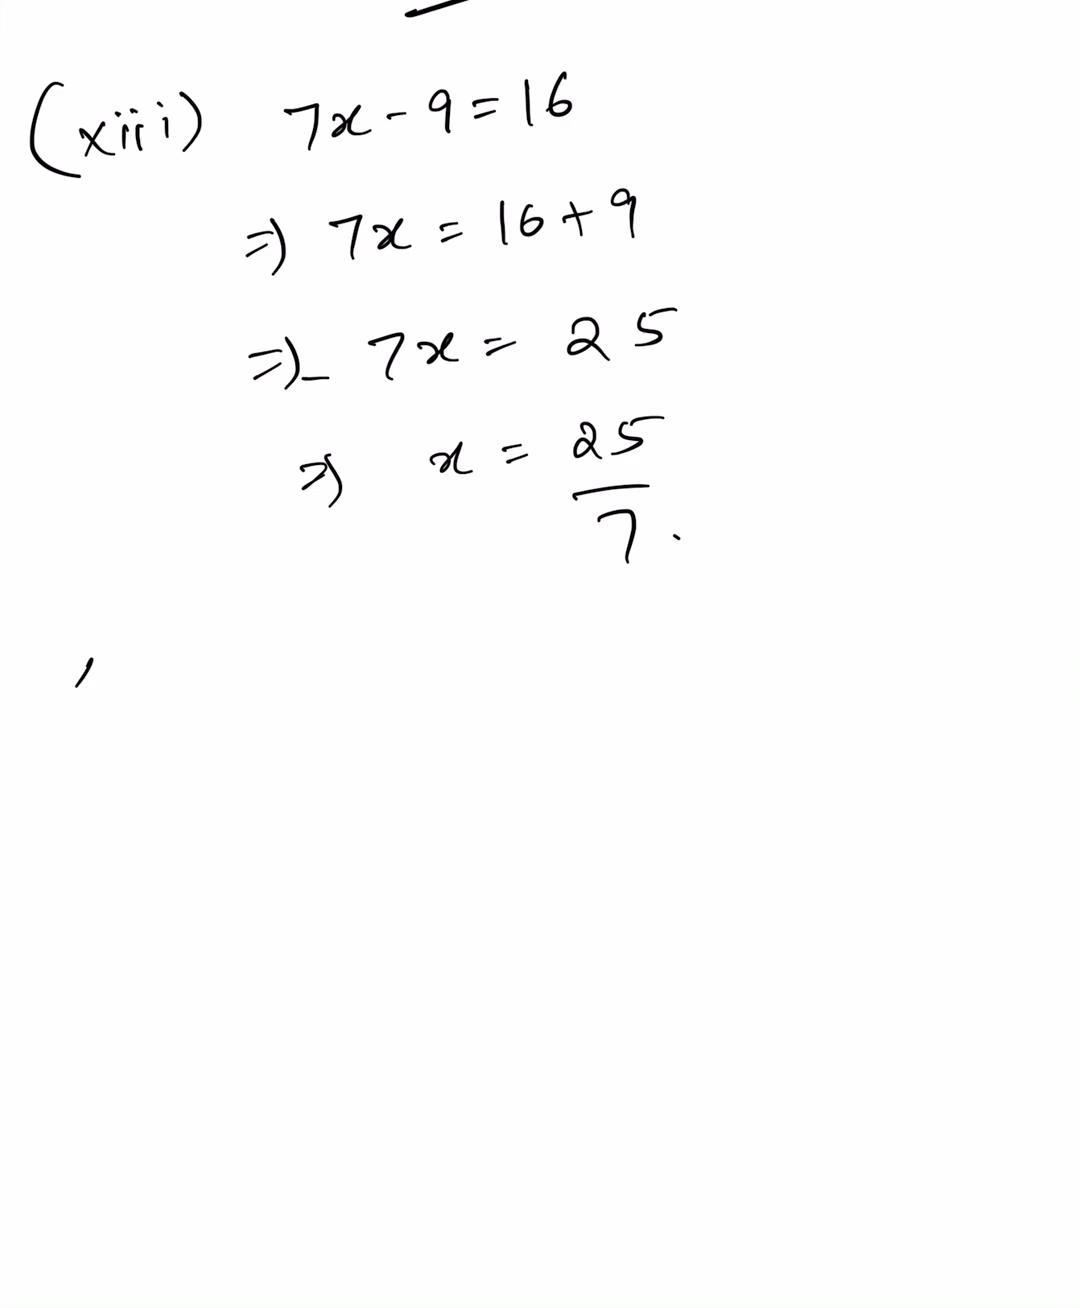 (xiii) 7x - 9 = 16
=> 7x = 16 + 9
=> 7x = 25
=> x = 25/7.